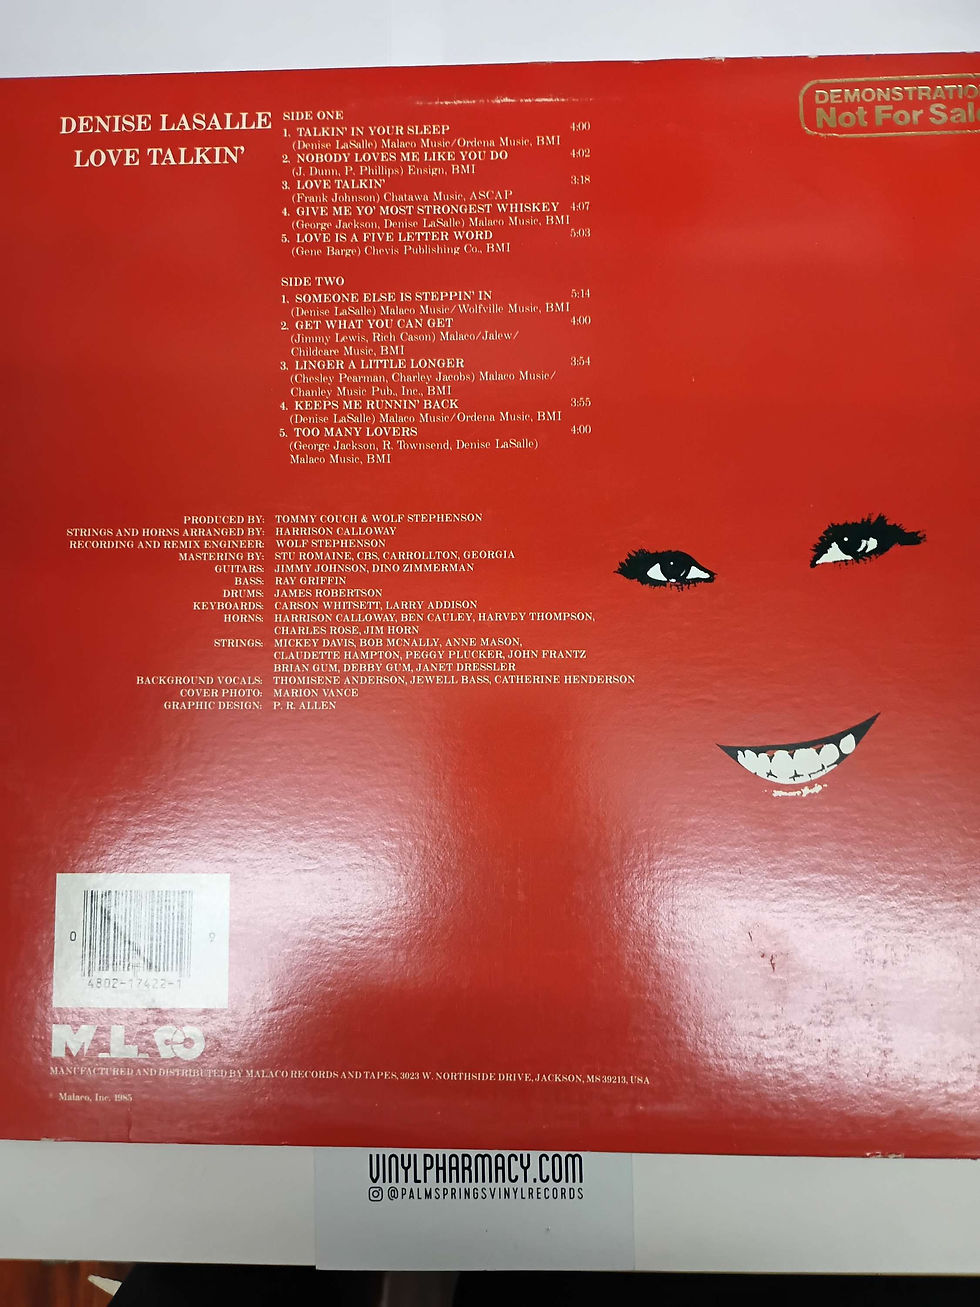 DENISE LASALLE
LOVE TALKIN'
DEMONSTRATIO
Not For Sale
SIDE ONE
1. TALKIN' IN YOUR SLEEP 4:00
(Denise LaSalle) Malaco Music/Ordena Music, BMI
2. NOBODY LOVES ME LIKE YOU DO 4:02
(J. Dunn, P. Phillips) Ensign, BMI
3. LOVE TALKIN' 3:18
(Frank Johnson) Chatawa Music, ASCAP
4. GIVE ME YO' MOST STRONGEST WHISKEY 4:07
(George Jackson, Denise LaSalle) Malaco Music, BMI
5. LOVE IS A FIVE LETTER WORD 5:03
(Gene Barge) Chevis Publishing Co., BMI
SIDE TWO
1. SOMEONE ELSE IS STEPPIN' IN 5:14
(Denise LaSalle) Malaco Music/Wolfville Music, BMI
2. GET WHAT YOU CAN GET 4:00
(Jimmy Lewis, Rich Cason) Malaco/Jalew/
Childcare Music, BMI
3. LINGER A LITTLE LONGER 3:54
(Chesley Pearman, Charley Jacobs) Malaco Music/
Chanley Music Pub., Inc., BMI
4. KEEPS ME RUNNIN' BACK 3:55
(Denise LaSalle) Malaco Music/Ordena Music, BMI
5. TOO MANY LOVERS 4:00
(George Jackson, R. Townsend, Denise LaSalle)
Malaco Music, BMI
PRODUCED BY: TOMMY COUCH & WOLF STEPHENSON
STRINGS AND HORNS ARRANGED BY: HARRISON CALLOWAY
RECORDING AND REMIX ENGINEER: WOLF STEPHENSON
MASTERING BY: STU ROMAINE, CBS, CARROLLTON, GEORGIA
GUITARS: JIMMY JOHNSON, DINO ZIMMERMAN
BASS: RAY GRIFFIN
DRUMS: JAMES ROBERTSON
KEYBOARDS: CARSON WHITSETT, LARRY ADDISON
HORNS: HARRISON CALLOWAY, BEN CAULEY, HARVEY THOMPSON,
CHARLES ROSE, JIM HORN
STRINGS: MICKEY DAVIS, BOB MCNALLY, ANNE MASON,
CLAUDETTE HAMPTON, PEGGY PLUCKER, JOHN FRANTZ
BRIAN GUM, DEBBY GUM, JANET DRESSLER
BACKGROUND VOCALS: THOMISENE ANDERSON, JEWELL BASS, CATHERINE HENDERSON
COVER PHOTO: MARION VANCE
GRAPHIC DESIGN: P. R. ALLEN
0 9
4802-17422-1
MALACO
MANUFACTURED AND DISTRIBUTED BY MALACO RECORDS AND TAPES, 3023 W. NORTHSIDE DRIVE, JACKSON, MS 39213, USA
Malaco, Inc. 1985
VINYLPHARMACY.COM
@PALMSPRINGSVINYLRECORDS